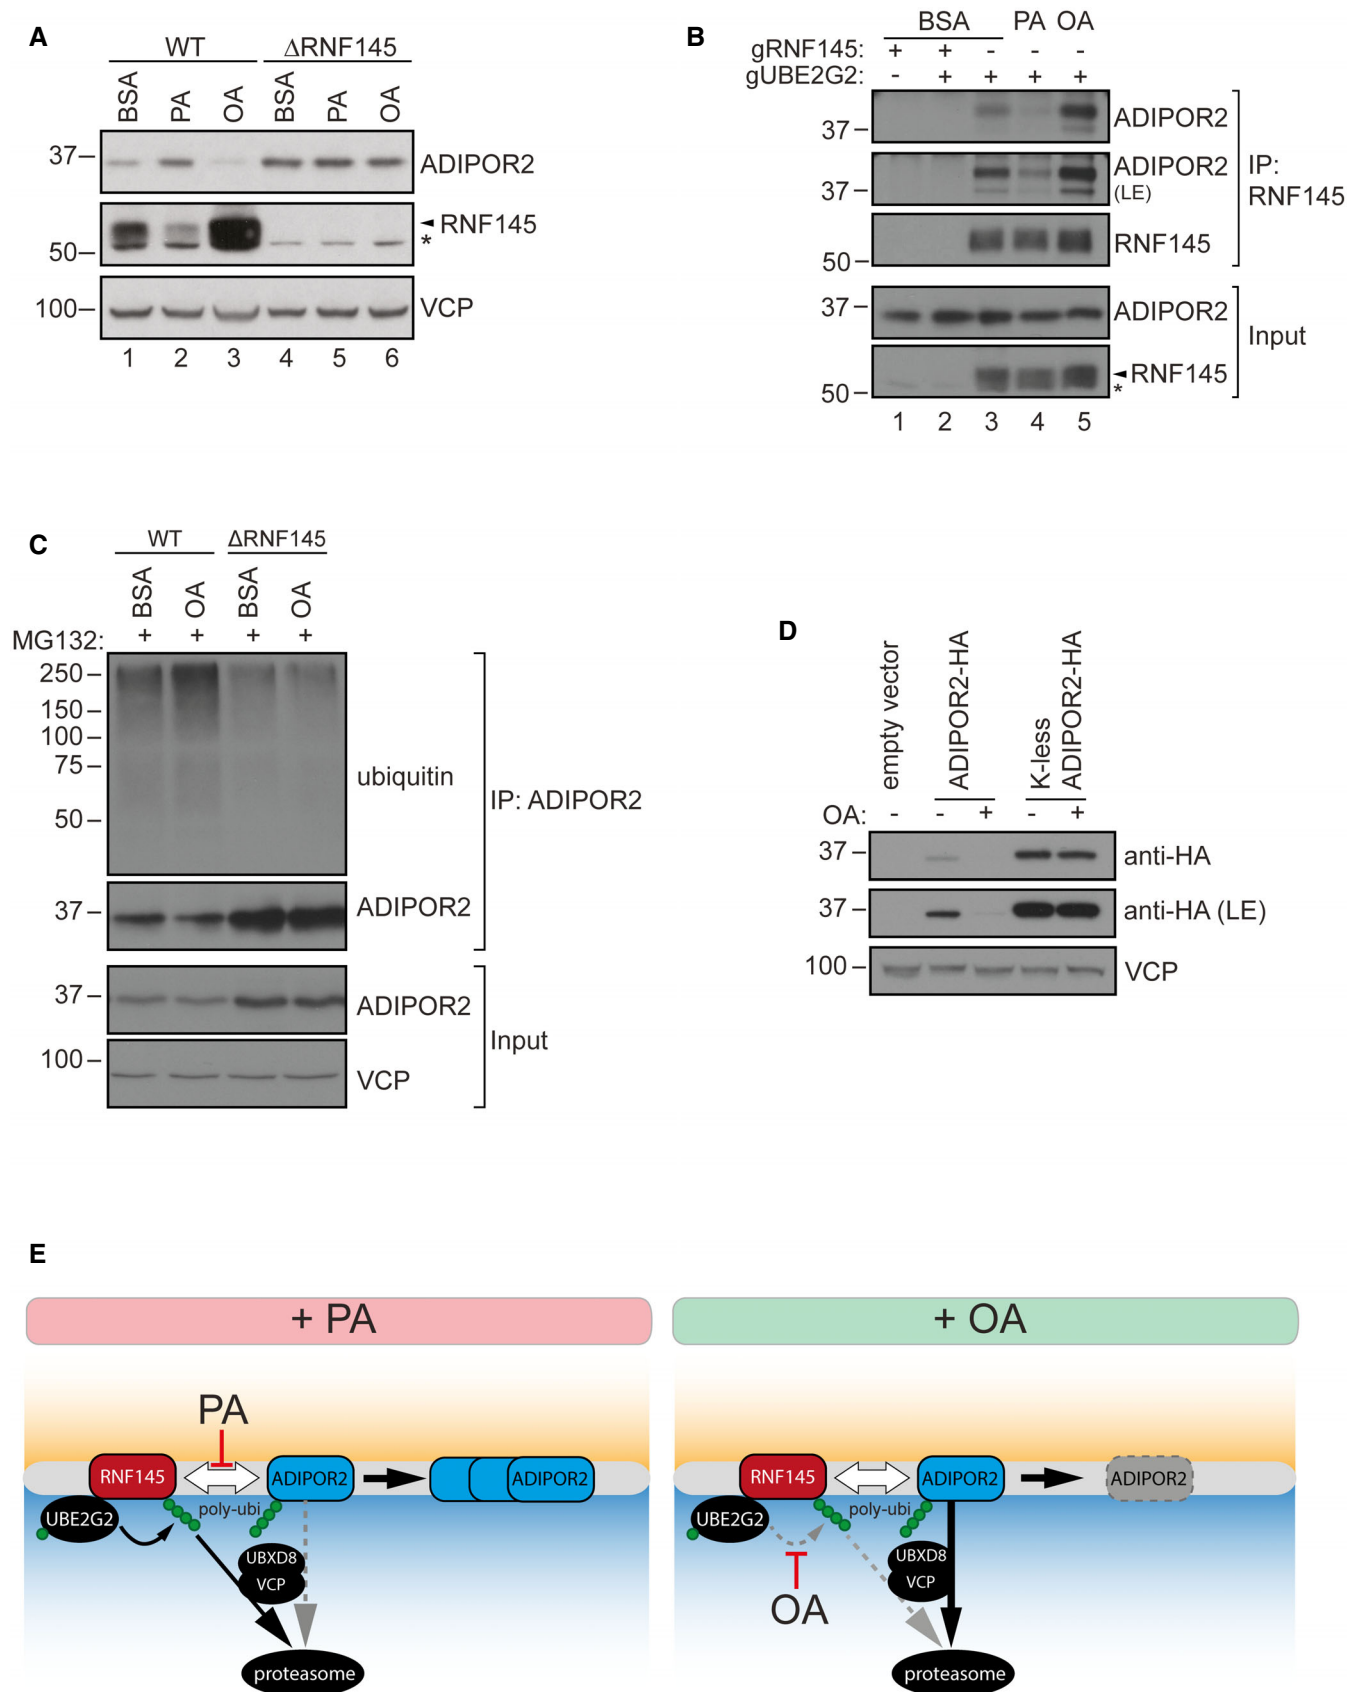 A
WT
ΔRNF145
BSA
PA
OA
BSA
PA
OA
37
ADIPOR2
50
RNF145
*
100
VCP
1 2 3 4 5 6
B
BSA PA OA
gRNF145: + + - - -
gUBE2G2: - + + + +
37
ADIPOR2
37
ADIPOR2
(LE)
50
RNF145
IP:
RNF145
37
ADIPOR2
50
RNF145
*
Input
1 2 3 4 5
C
WT
ΔRNF145
BSA
OA
BSA
OA
MG132: + + + +
250
150
100
75
50
ubiquitin
37
ADIPOR2
IP: ADIPOR2
37
ADIPOR2
100
VCP
Input
D
empty vector
ADIPOR2-HA
K-less
ADIPOR2-HA
OA: - - + - +
37
anti-HA
37
anti-HA (LE)
100
VCP
E
+ PA
PA
RNF145
ADIPOR2
ADIPOR2
UBE2G2
poly-ubi
UBXD8
VCP
proteasome
+ OA
RNF145
ADIPOR2
ADIPOR2
UBE2G2
poly-ubi
UBXD8
VCP
OA
proteasome